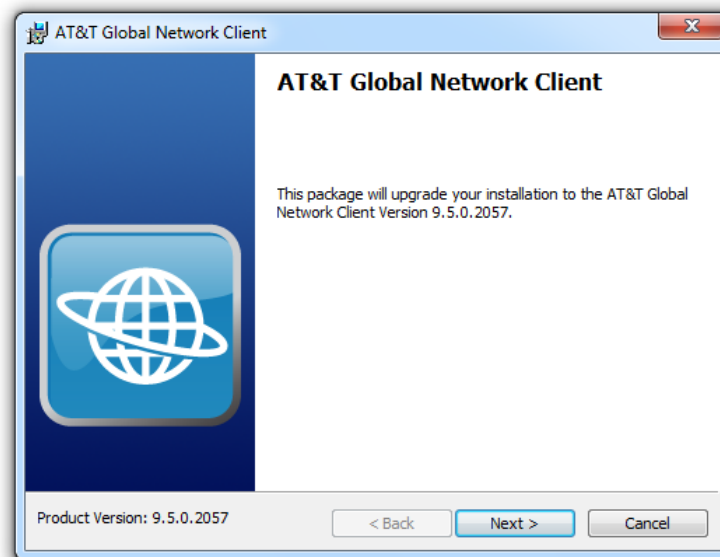 AT&T Global Network Client
AT&T Global Network Client
This package will upgrade your installation to the AT&T Global
Network Client Version 9.5.0.2057.
Product Version: 9.5.0.2057
< Back
Next >
Cancel